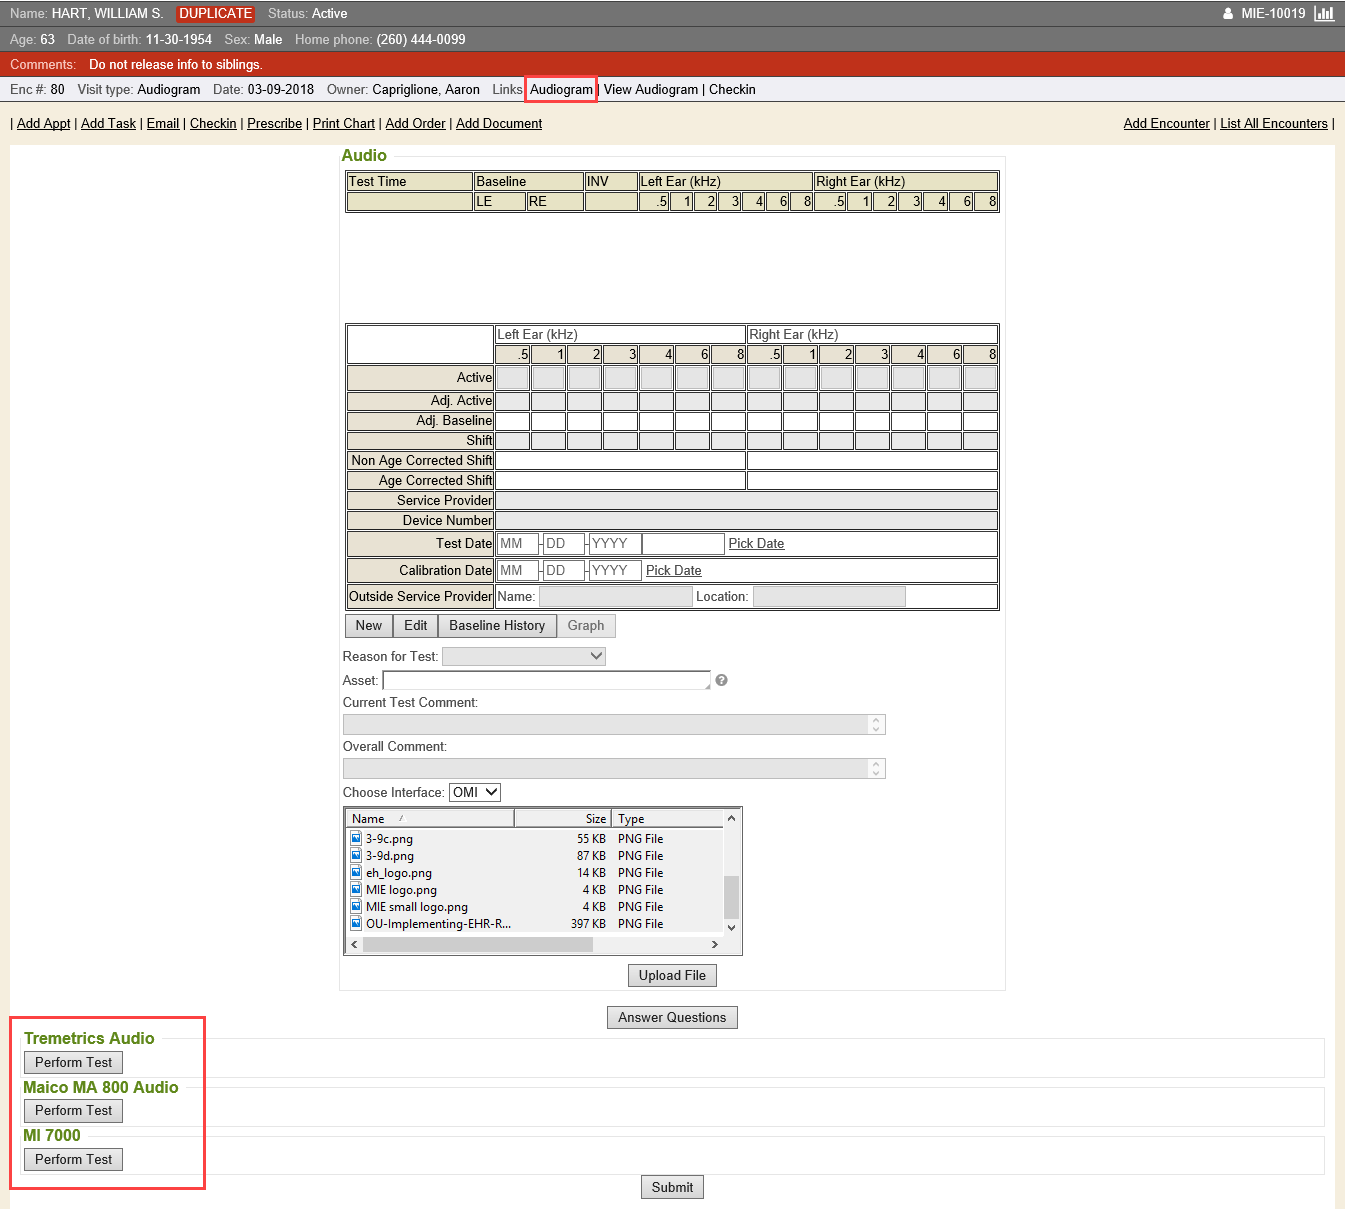 Name: HART, WILLIAM S. DUPLICATE Status: Active MIE-10019
Age: 63 Date of birth: 11-30-1954 Sex: Male Home phone: (260) 444-0099
Comments: Do not release info to siblings.
Enc #: 80 Visit type: Audiogram Date: 03-09-2018 Owner: Capriglione, Aaron Links Audiogram | View Audiogram | Checkin
| Add Appt | Add Task | Email | Checkin | Prescribe | Print Chart | Add Order | Add Document Add Encounter | List All Encounters |
Audio
Test Time Baseline INV Left Ear (kHz) Right Ear (kHz)
LE RE .5 1 2 3 4 6 8 .5 1 2 3 4 6 8
Left Ear (kHz) Right Ear (kHz)
.5 1 2 3 4 6 8 .5 1 2 3 4 6 8
Active
Adj. Active
Adj. Baseline
Shift
Non Age Corrected Shift
Age Corrected Shift
Service Provider
Device Number
Test Date MM - DD - YYYY Pick Date
Calibration Date MM - DD - YYYY Pick Date
Outside Service Provider Name: Location:
New Edit Baseline History Graph
Reason for Test:
Asset: ?
Current Test Comment:
Overall Comment:
Choose Interface: OMI
Name Size Type
3-9c.png 55 KB PNG File
3-9d.png 87 KB PNG File
eh_logo.png 14 KB PNG File
MIE logo.png 4 KB PNG File
MIE small logo.png 4 KB PNG File
OU-Implementing-EHR-R... 397 KB PNG File
Upload File
Answer Questions
Tremetrics Audio
Perform Test
Maico MA 800 Audio
Perform Test
MI 7000
Perform Test
Submit